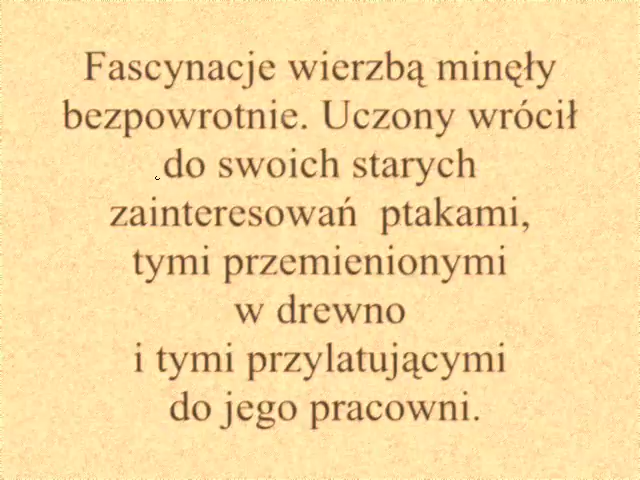 Fascynacje wierzbą minęły
bezpowrotnie. Uczony wrócił
do swoich starych
zainteresowań ptakami,
tymi przemienionymi
w drewno
i tymi przylatującymi
do jego pracowni.